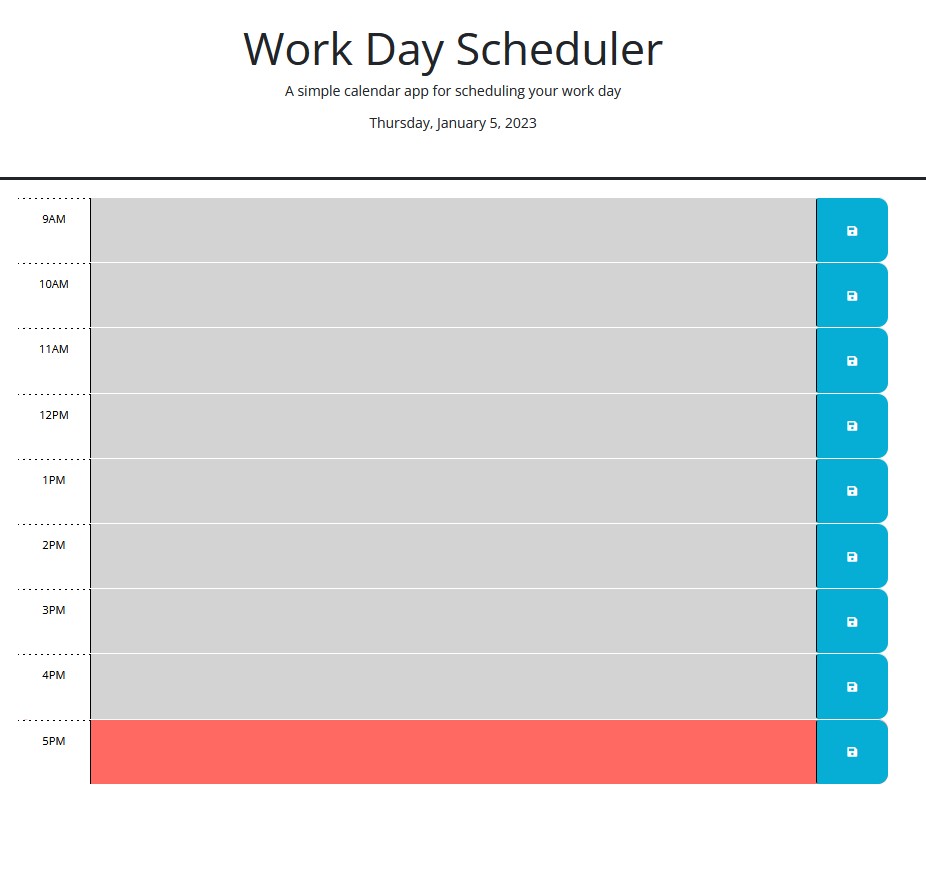 Work Day Scheduler
A simple calendar app for scheduling your work day
Thursday, January 5, 2023
9AM
10AM
11AM
12PM
1PM
2PM
3PM
4PM
5PM